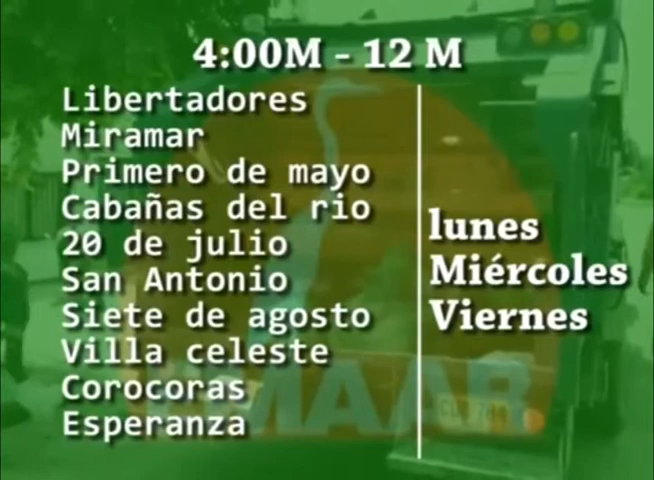 4:00M - 12 M
Libertadores
Miramar
Primero de mayo
Cabañas del rio
20 de julio
San Antonio
Siete de agosto
Villa celeste
Corocoras
Esperanza
lunes
Miércoles
Viernes
EMAAR